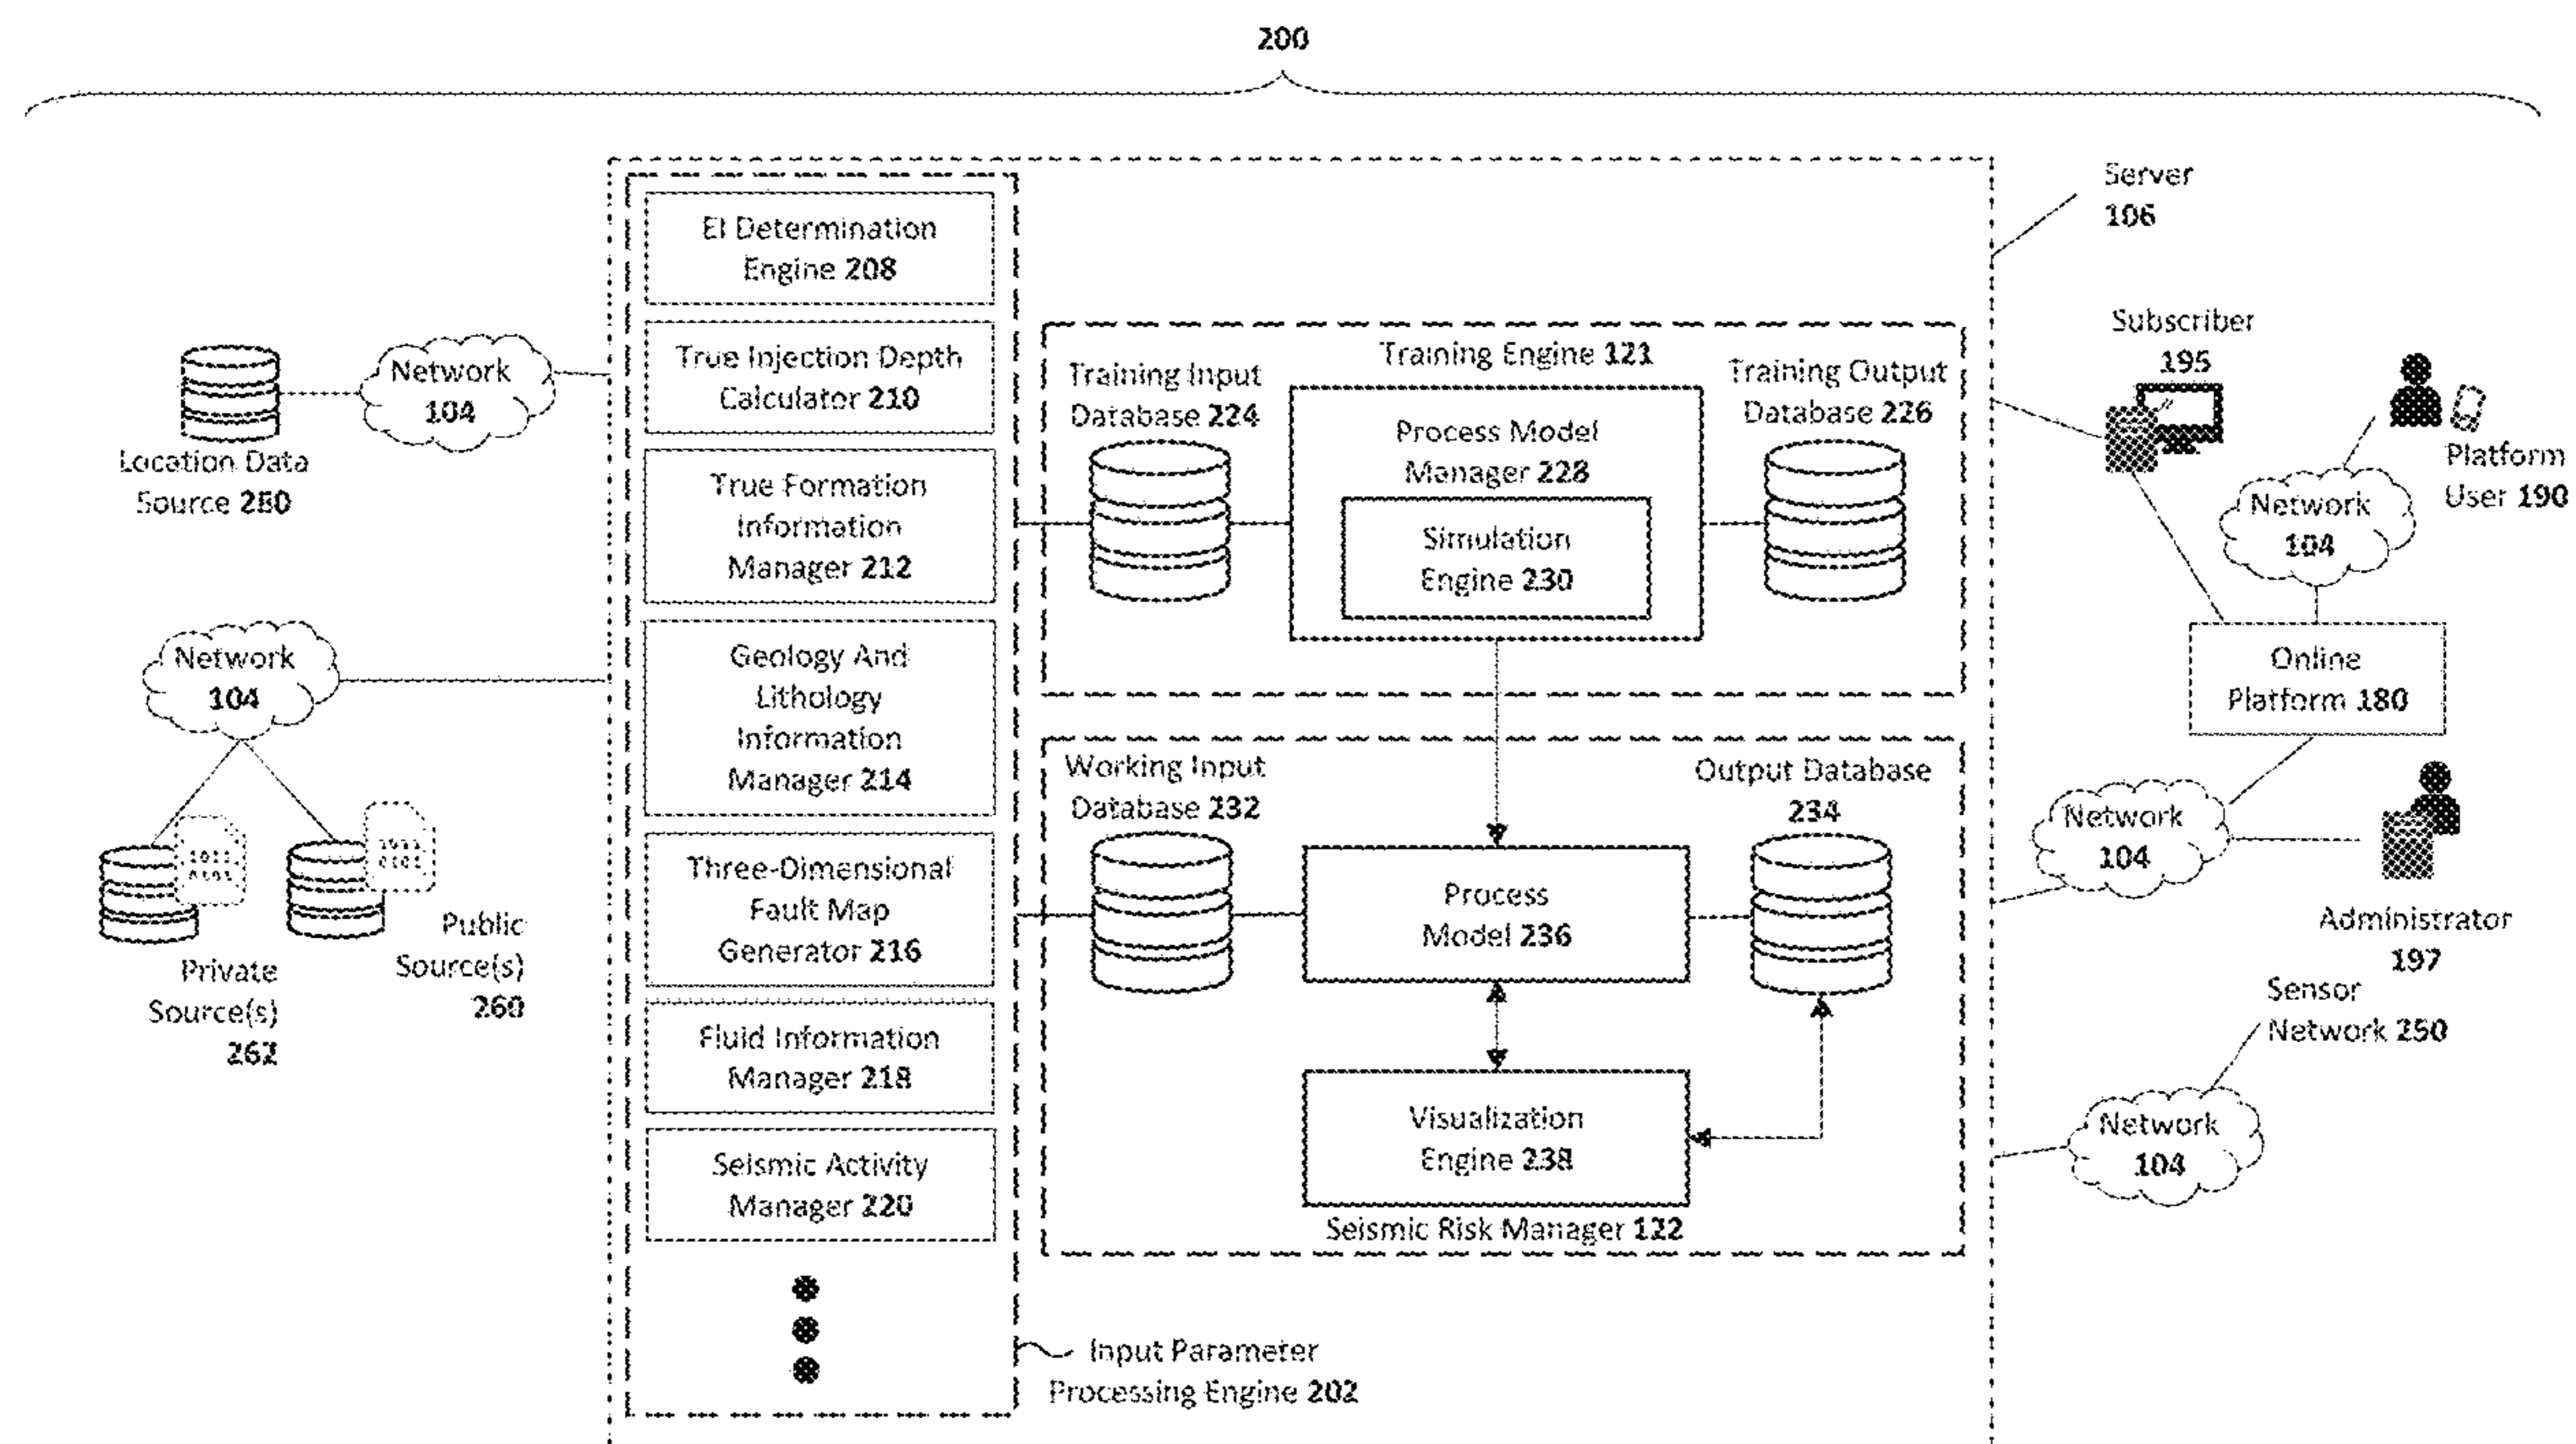 200
Server
106
EI Determination
Engine 208
True Injection Depth
Calculator 210
True Formation
Information
Manager 212
Geology And
Lithology
Information
Manager 214
Three-Dimensional
Fault Map
Generator 216
Fluid Information
Manager 218
Seismic Activity
Manager 220
Input Parameter
Processing Engine 202
Network
104
Location Data
Source 280
Network
104
1011
0101
1011
0101
Private
Source(s)
262
Public
Source(s)
260
Training Engine 121
Training Input
Database 224
Process Model
Manager 228
Simulation
Engine 230
Training Output
Database 226
Working Input
Database 232
Output Database
234
Process
Model 236
Visualization
Engine 238
Seismic Risk Manager 122
Subscriber
195
Platform
User 190
Network
104
Online
Platform 180
Network
104
Administrator
197
Sensor
Network 250
Network
104